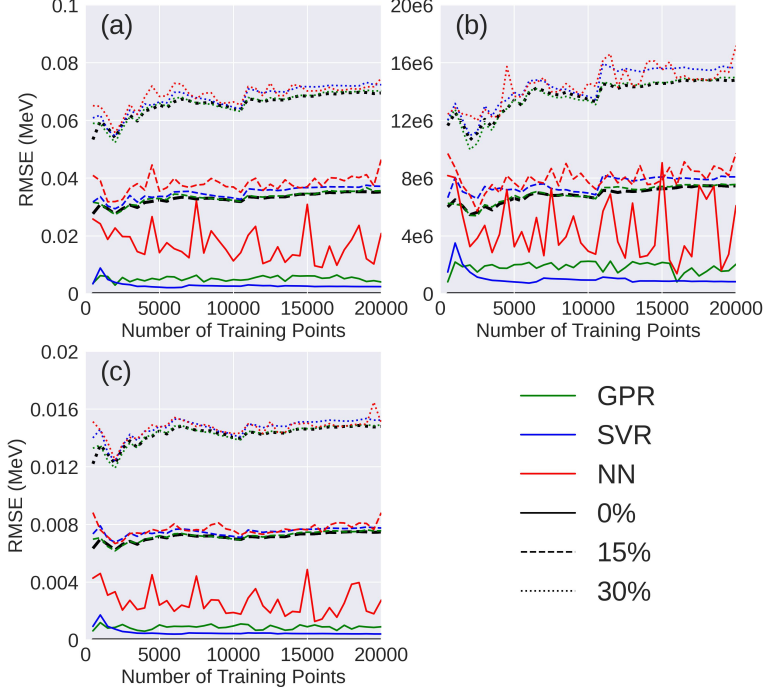 0.1
0.08
0.06
0.04
0.02
0
RMSE (MeV)
(a)
0 5000 10000 15000 20000
Number of Training Points
20e6
16e6
12e6
8e6
4e6
0
(b)
0 5000 10000 15000 20000
Number of Training Points
0.02
0.016
0.012
0.008
0.004
0
RMSE (MeV)
(c)
0 5000 10000 15000 20000
Number of Training Points
GPR
SVR
NN
0%
15%
30%